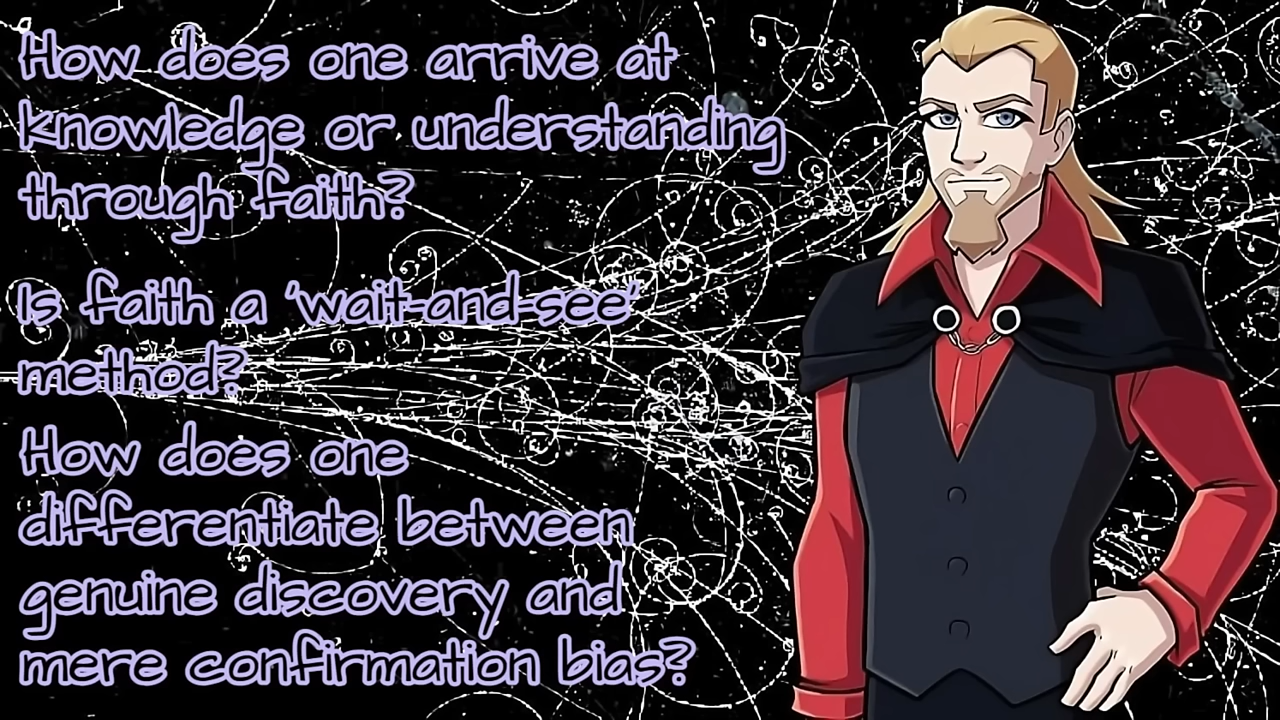 How does one arrive at
knowledge or understanding
through faith?
Is faith a 'wait-and-see'
method?
How does one
differentiate between
genuine discovery and
mere confirmation bias?